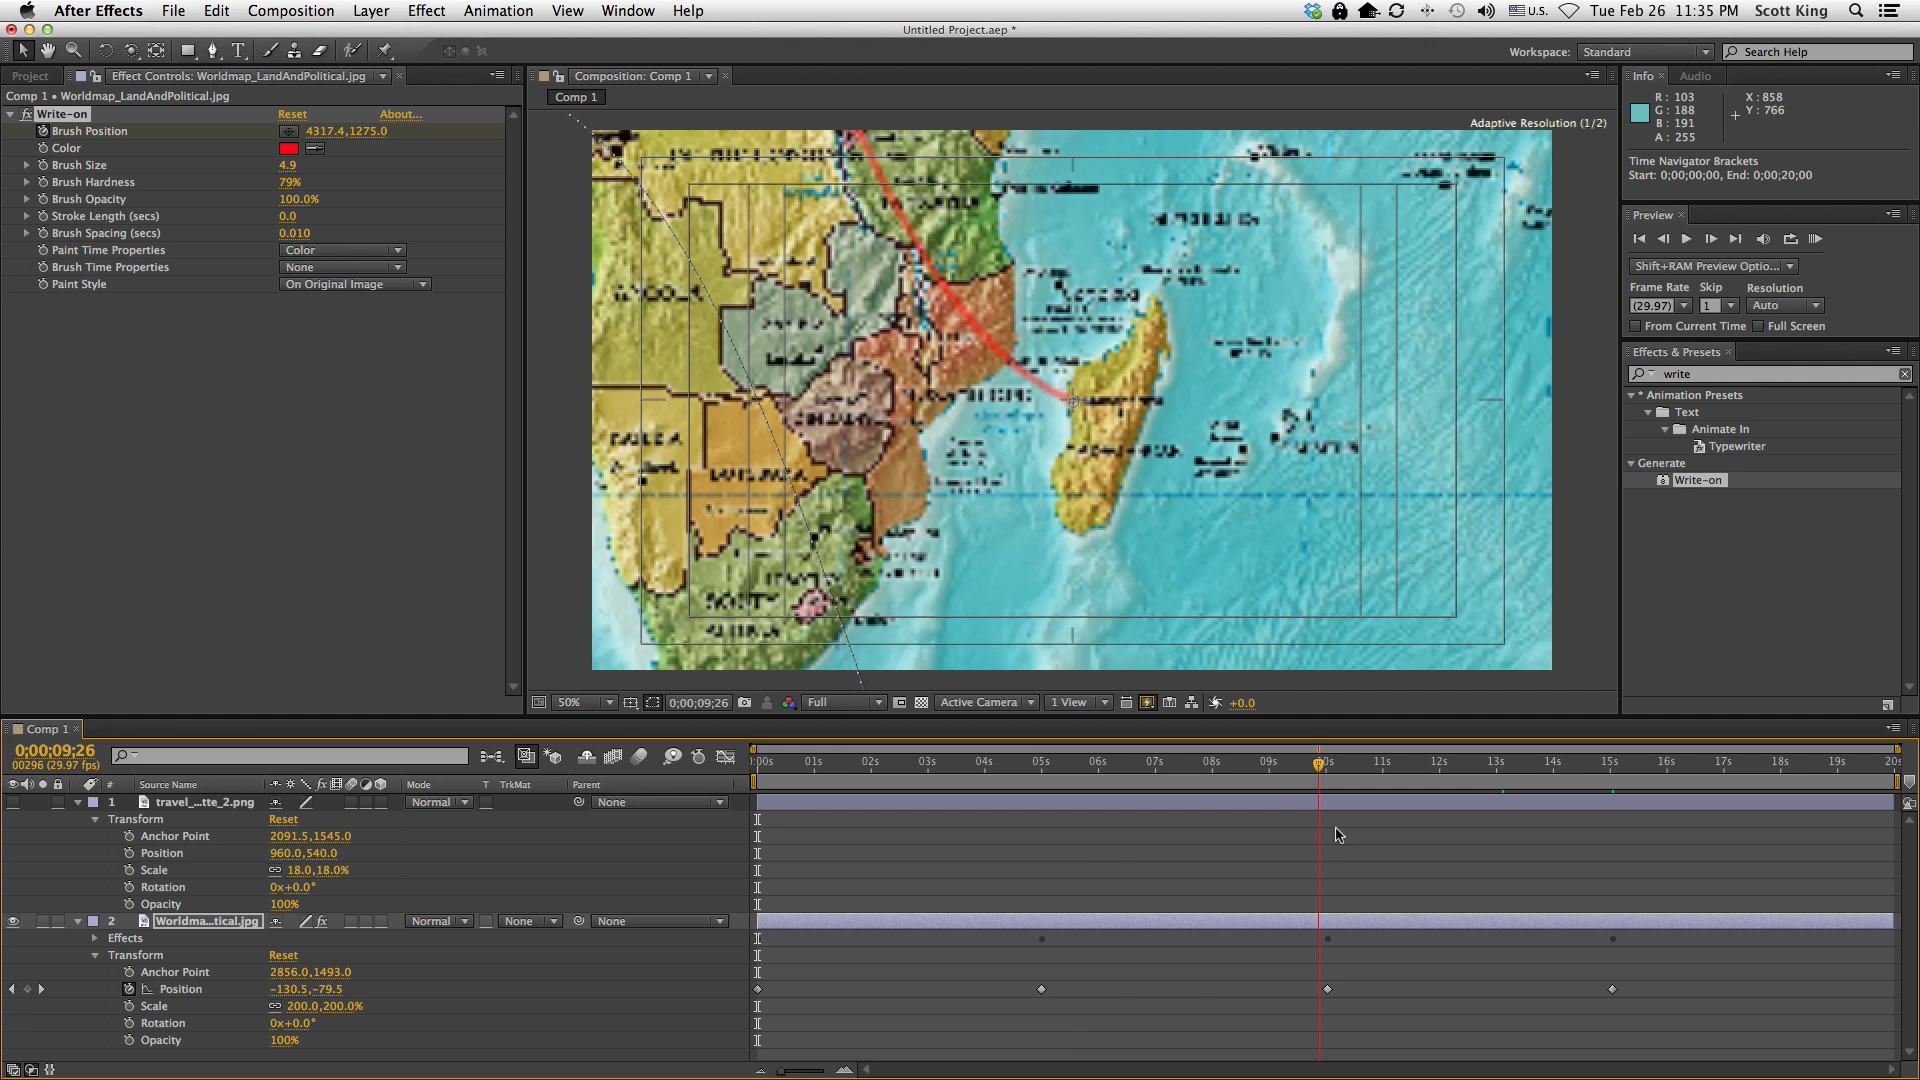 After Effects File Edit Composition Layer Effect Animation View Window Help U.S. Tue Feb 26 11:35 PM Scott King
Untitled Project.aep *
T Workspace: Standard Search Help
Project Effect Controls: Worldmap_LandAndPolitical.jpg
Comp 1 • Worldmap_LandAndPolitical.jpg
fx Write-on Reset About...
Brush Position 4317.4,1275.0
Color
Brush Size 4.9
Brush Hardness 79%
Brush Opacity 100.0%
Stroke Length (secs) 0.0
Brush Spacing (secs) 0.010
Paint Time Properties Color
Brush Time Properties None
Paint Style On Original Image
Composition: Comp 1
Comp 1
Adaptive Resolution (1/2)
50% 0;00;09;26 Full Active Camera 1 View +0.0
Info Audio
R: 103 X: 858
G: 188 Y: 766
B: 191
A: 255
Time Navigator Brackets
Start: 0;00;00;00, End: 0;00;20;00
Preview
Shift+RAM Preview Optio...
Frame Rate Skip Resolution
(29.97) 1 Auto
From Current Time Full Screen
Effects & Presets
write
* Animation Presets
Text
Animate In
Typewriter
Generate
Write-on
Comp 1
0;00;09;26
00296 (29.97 fps)
):00s 01s 02s 03s 04s 05s 06s 07s 08s 09s 0s 11s 12s 13s 14s 15s 16s 17s 18s 19s 20s
# Source Name fx Mode T TrkMat Parent
1 travel_...tte_2.png Normal None
Transform Reset
Anchor Point 2091.5,1545.0
Position 960.0,540.0
Scale 18.0,18.0%
Rotation 0x+0.0°
Opacity 100%
2 Worldma...tical.jpg fx Normal None None
Effects
Transform Reset
Anchor Point 2856.0,1493.0
Position -130.5,-79.5
Scale 200.0,200.0%
Rotation 0x+0.0°
Opacity 100%